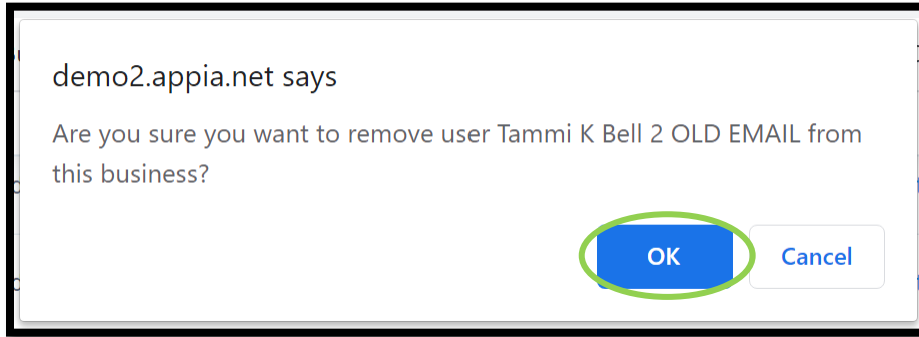 demo2.appia.net says
Are you sure you want to remove user Tammi K Bell 2 OLD EMAIL from
this business?
OK
Cancel